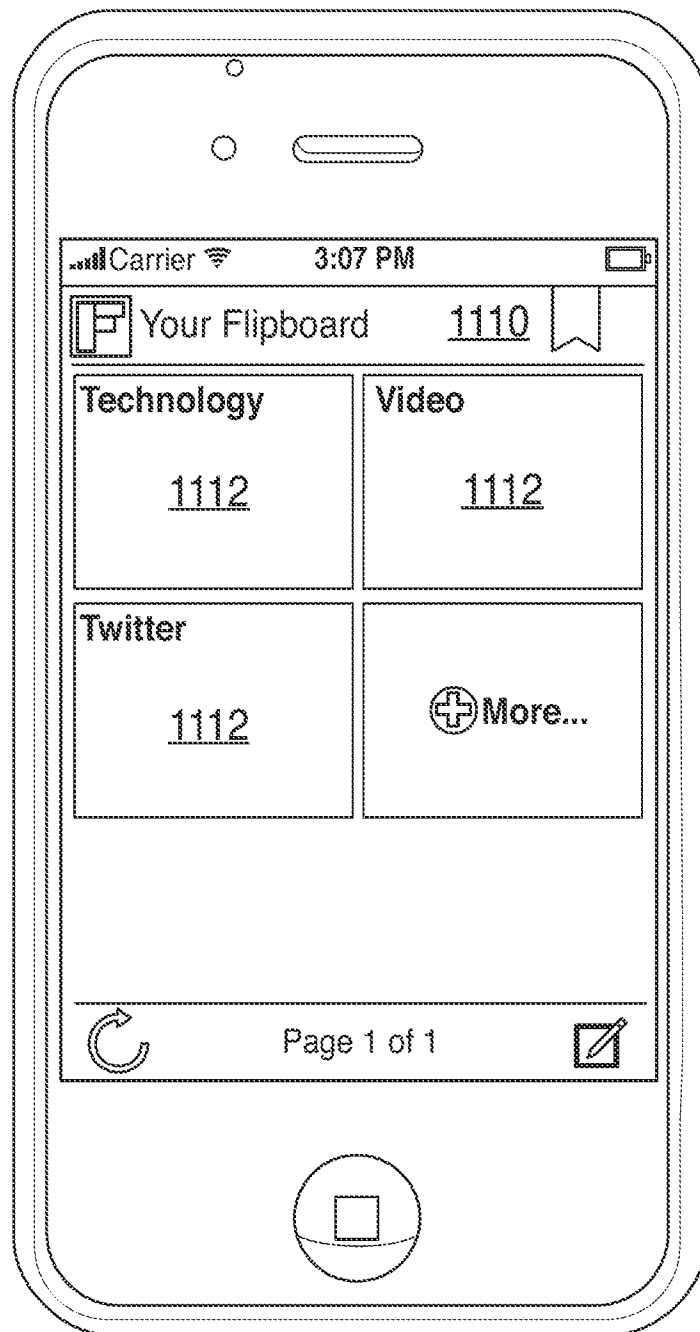 Carrier 3:07 PM
Your Flipboard 1110
Technology Video
1112 1112
Twitter
1112 More...
Page 1 of 1